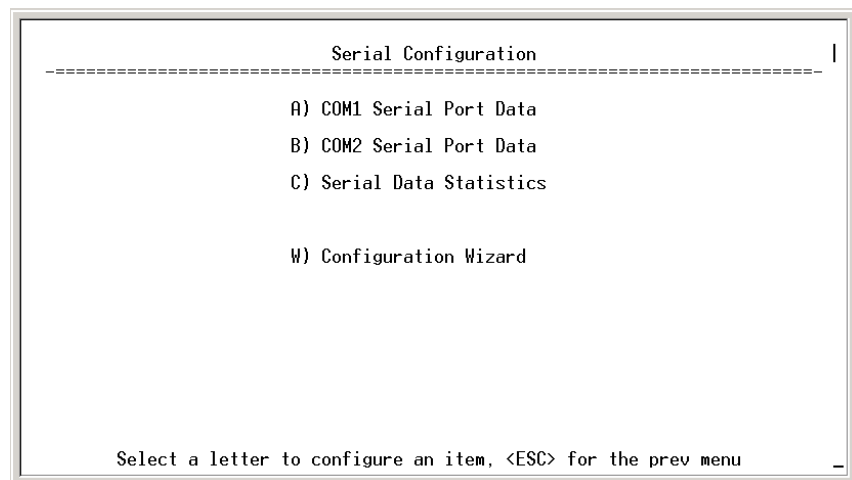 Serial Configuration
-==========================================================================-
A) COM1 Serial Port Data
B) COM2 Serial Port Data
C) Serial Data Statistics
W) Configuration Wizard
Select a letter to configure an item, <ESC> for the prev menu